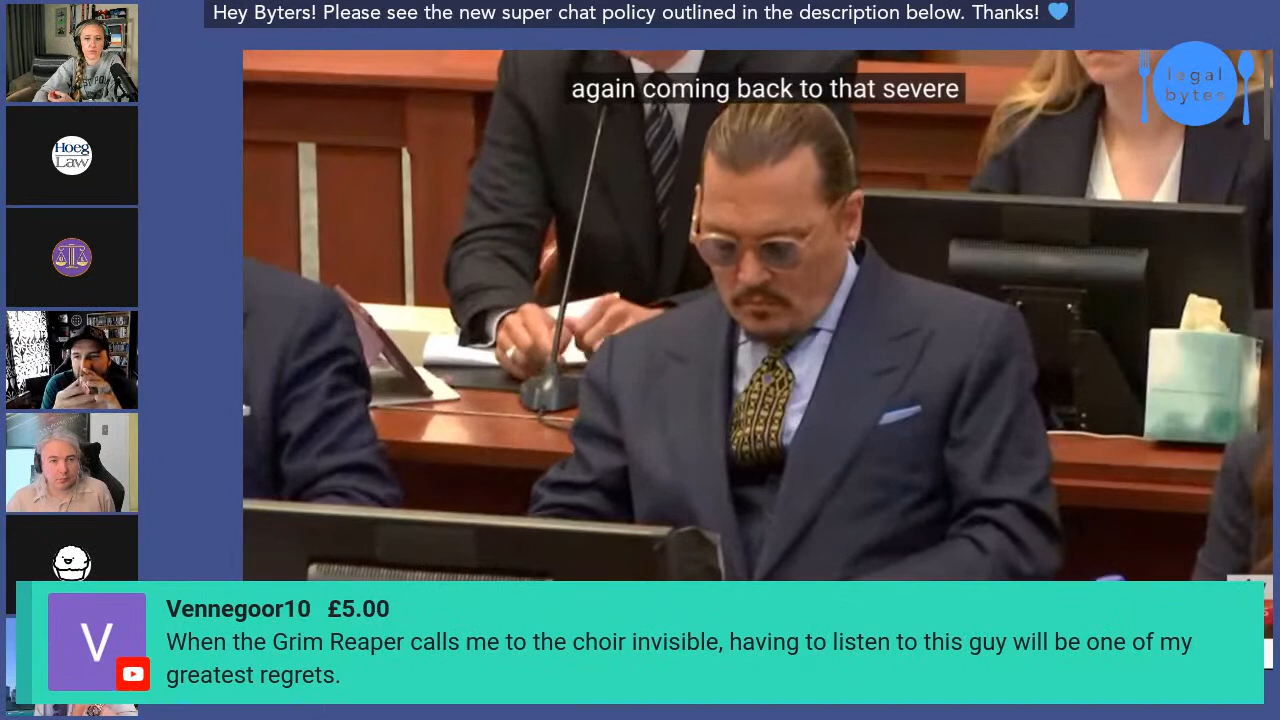 Hey Byters! Please see the new super chat policy outlined in the description below. Thanks! 💙
again coming back to that severe
legal
bytes
Hoeg
Law
Vennegoor10 £5.00
When the Grim Reaper calls me to the choir invisible, having to listen to this guy will be one of my
greatest regrets.
V